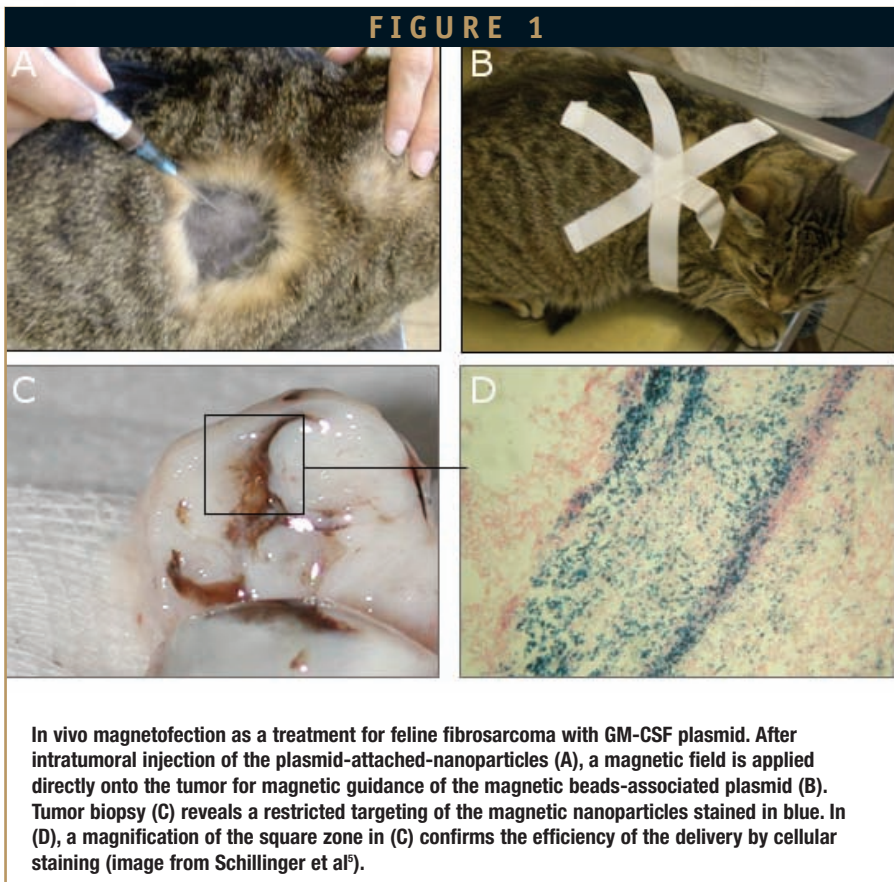 FIGURE 1
A
B
C
D
In vivo magnetofection as a treatment for feline fibrosarcoma with GM-CSF plasmid. After
intratumoral injection of the plasmid-attached-nanoparticles (A), a magnetic field is applied
directly onto the tumor for magnetic guidance of the magnetic beads-associated plasmid (B).
Tumor biopsy (C) reveals a restricted targeting of the magnetic nanoparticles stained in blue. In
(D), a magnification of the square zone in (C) confirms the efficiency of the delivery by cellular
staining (image from Schillinger et al⁵).